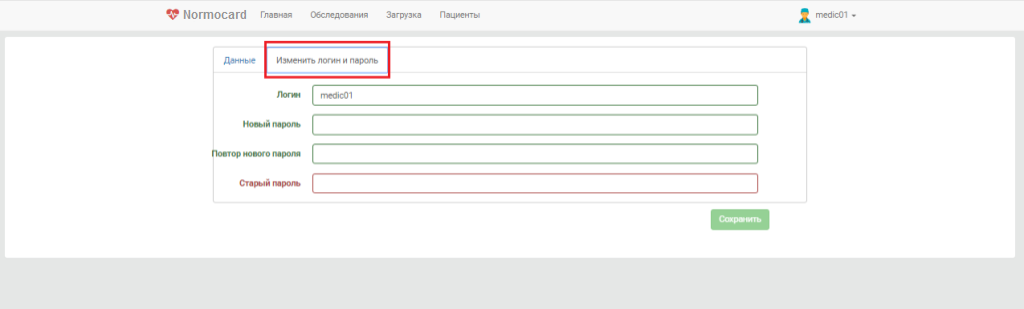 Normocard Главная Обследования Загрузка Пациенты medic01
Данные Изменить логин и пароль
Логин medic01
Новый пароль
Повтор нового пароля
Старый пароль
Сохранить